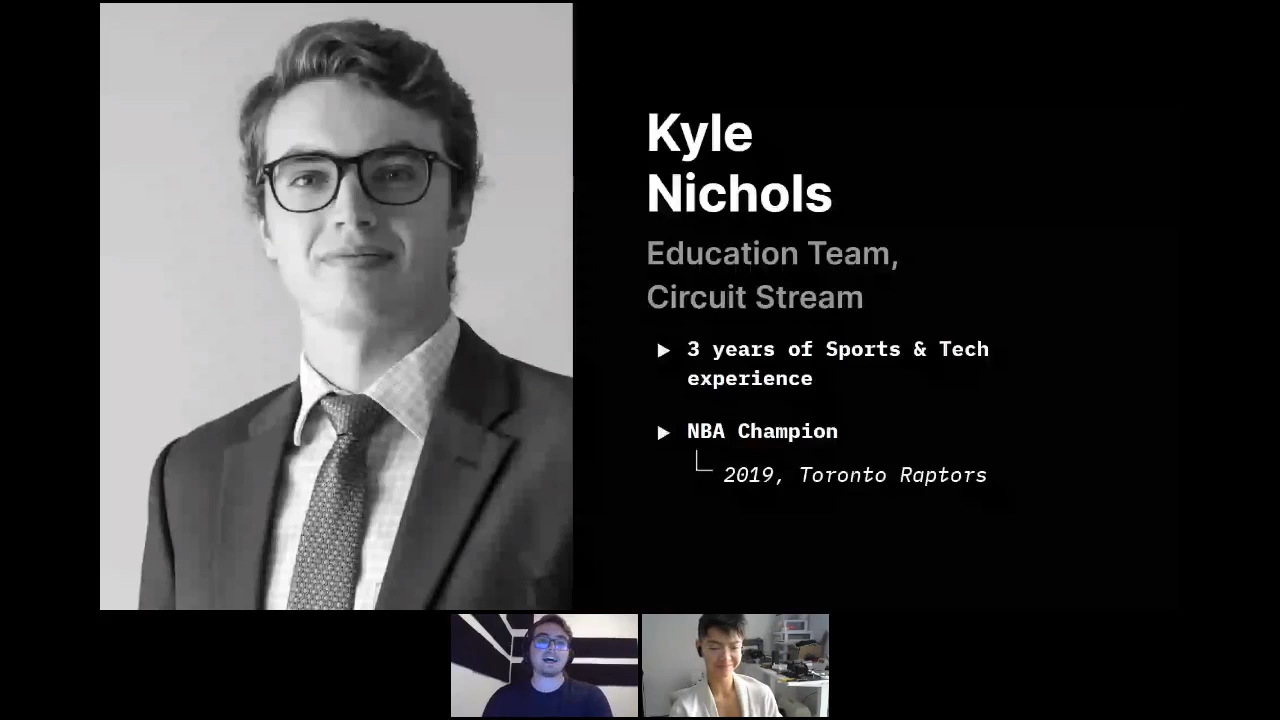 Kyle
Nichols
Education Team,
Circuit Stream
3 years of Sports & Tech
experience
NBA Champion
2019, Toronto Raptors